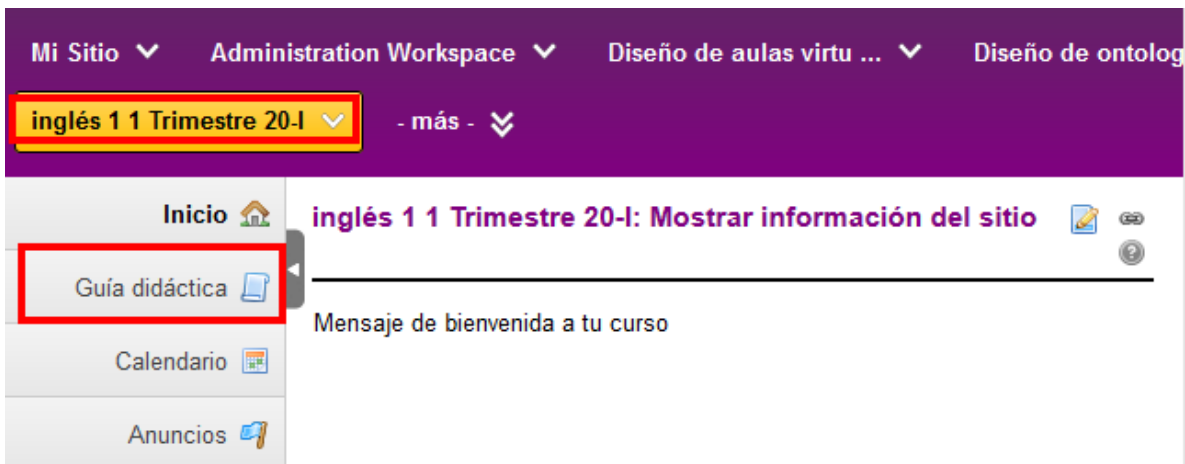 Mi Sitio Administration Workspace Diseño de aulas virtu ... Diseño de ontolog
inglés 1 1 Trimestre 20-I - más -
Inicio
Guía didáctica
Calendario
Anuncios
inglés 1 1 Trimestre 20-I: Mostrar información del sitio
?
Mensaje de bienvenida a tu curso